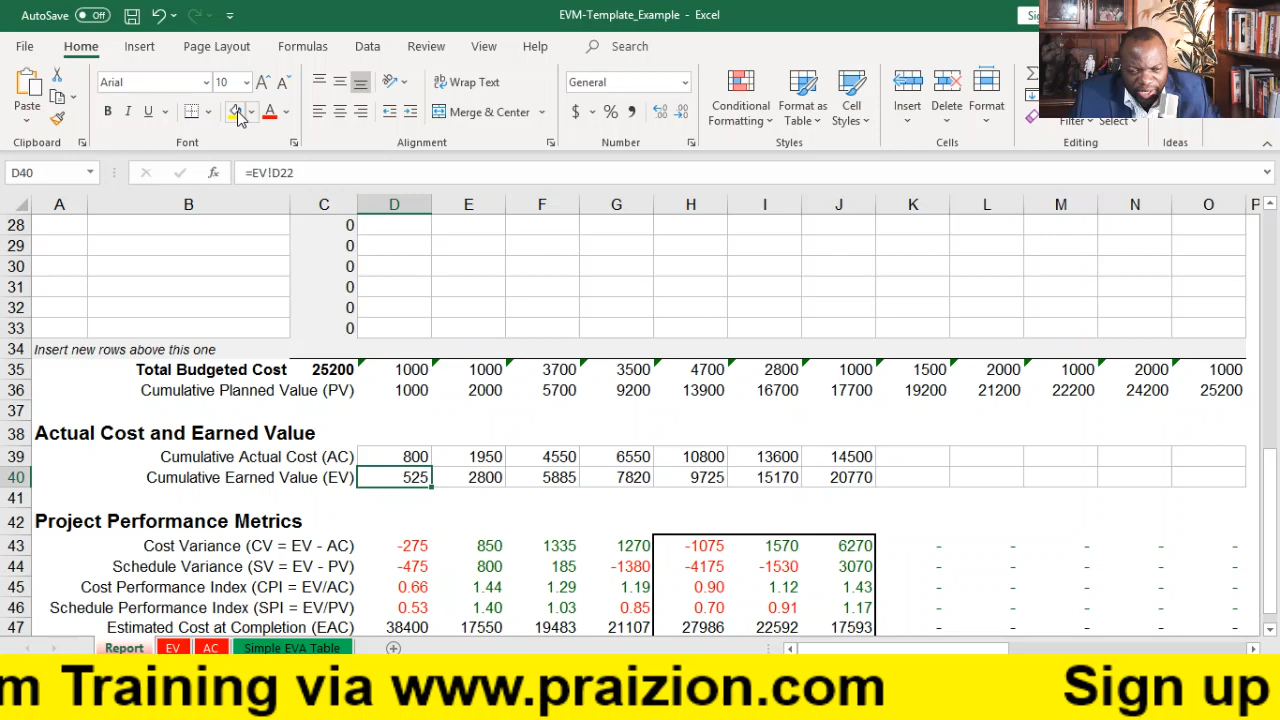 AutoSave Off EVM-Template_Example - Excel
File Home Insert Page Layout Formulas Data Review View Help Search
Paste Arial 10 A A Wrap Text General Conditional Format as Cell Insert Delete Format
B I U A Merge & Center $ % , Formatting Table Styles Filter Select
Clipboard Font Alignment Number Styles Cells Editing Ideas
D40 fx =EV!D22
A B C D E F G H I J K L M N O P
28 0
29 0
30 0
31 0
32 0
33 0
34 Insert new rows above this one
35 Total Budgeted Cost 25200 1000 1000 3700 3500 4700 2800 1000 1500 2000 1000 2000 1000
36 Cumulative Planned Value (PV) 1000 2000 5700 9200 13900 16700 17700 19200 21200 22200 24200 25200
37
38 Actual Cost and Earned Value
39 Cumulative Actual Cost (AC) 800 1950 4550 6550 10800 13600 14500
40 Cumulative Earned Value (EV) 525 2800 5885 7820 9725 15170 20770
41
42 Project Performance Metrics
43 Cost Variance (CV = EV - AC) -275 850 1335 1270 -1075 1570 6270 - - - - -
44 Schedule Variance (SV = EV - PV) -475 800 185 -1380 -4175 -1530 3070 - - - - -
45 Cost Performance Index (CPI = EV/AC) 0.66 1.44 1.29 1.19 0.90 1.12 1.43 - - - - -
46 Schedule Performance Index (SPI = EV/PV) 0.53 1.40 1.03 0.85 0.70 0.91 1.17 - - - - -
47 Estimated Cost at Completion (EAC) 38400 17550 19483 21107 27986 22592 17593
Report EV AC Simple EVA Table
m Training via www.praizion.com Sign up